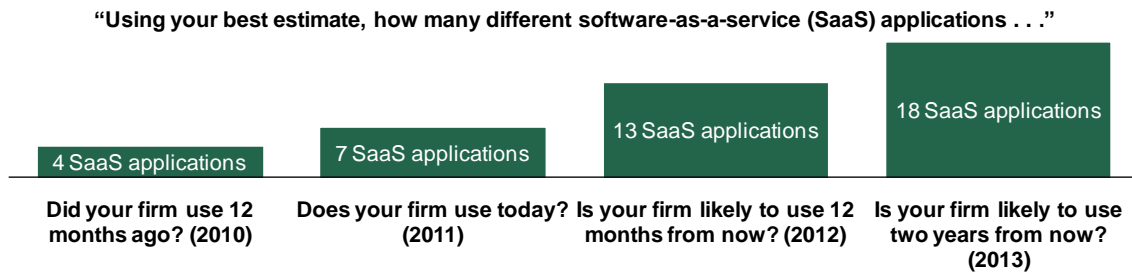 “Using your best estimate, how many different software-as-a-service (SaaS) applications . . .”
4 SaaS applications
7 SaaS applications
13 SaaS applications
18 SaaS applications
Did your firm use 12
months ago? (2010)
Does your firm use today?
(2011)
Is your firm likely to use 12
months from now? (2012)
Is your firm likely to use
two years from now?
(2013)